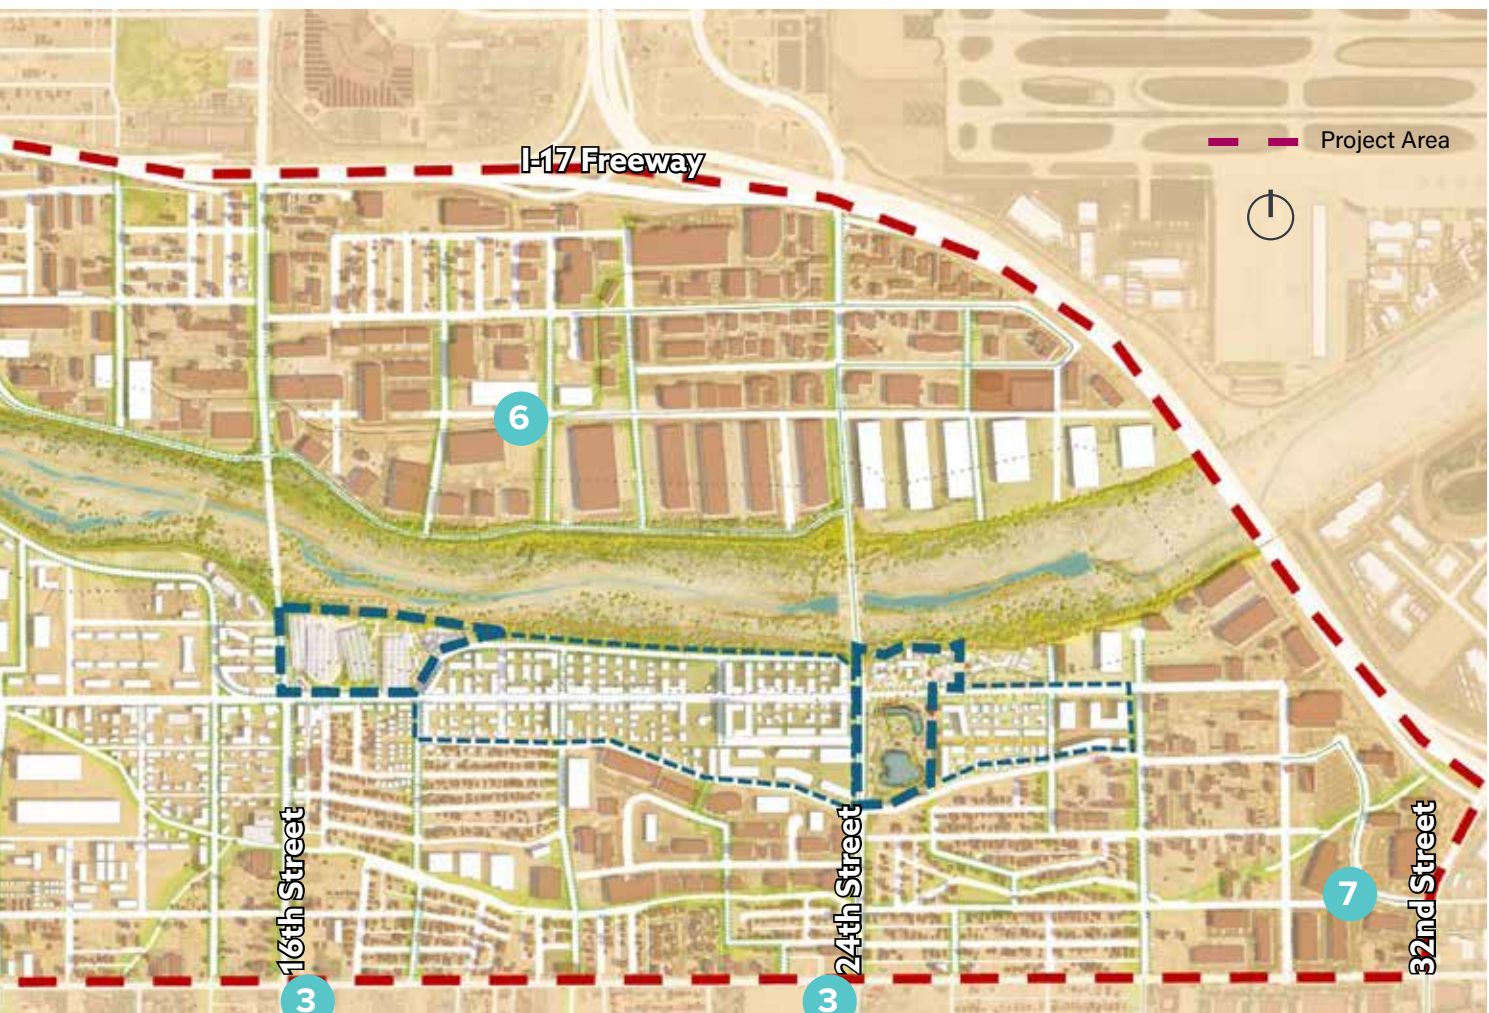 I-17 Freeway
Project Area
6
16th Street
24th Street
32nd Street
7
3
3